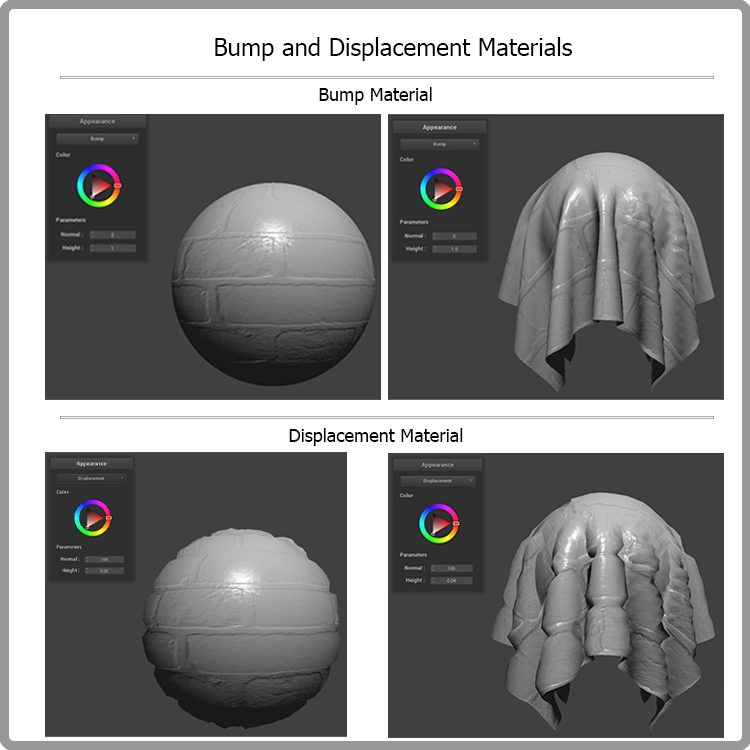 Bump and Displacement Materials
Bump Material
Appearance
Bump
Color
Parameters
Normal : 2
Height : 1
Appearance
Bump
Color
Parameters
Normal : 2
Height : 1.5
Displacement Material
Appearance
Displacement
Color
Parameters
Normal : 100
Height : 0.03
Appearance
Displacement
Color
Parameters
Normal : 100
Height : 0.04